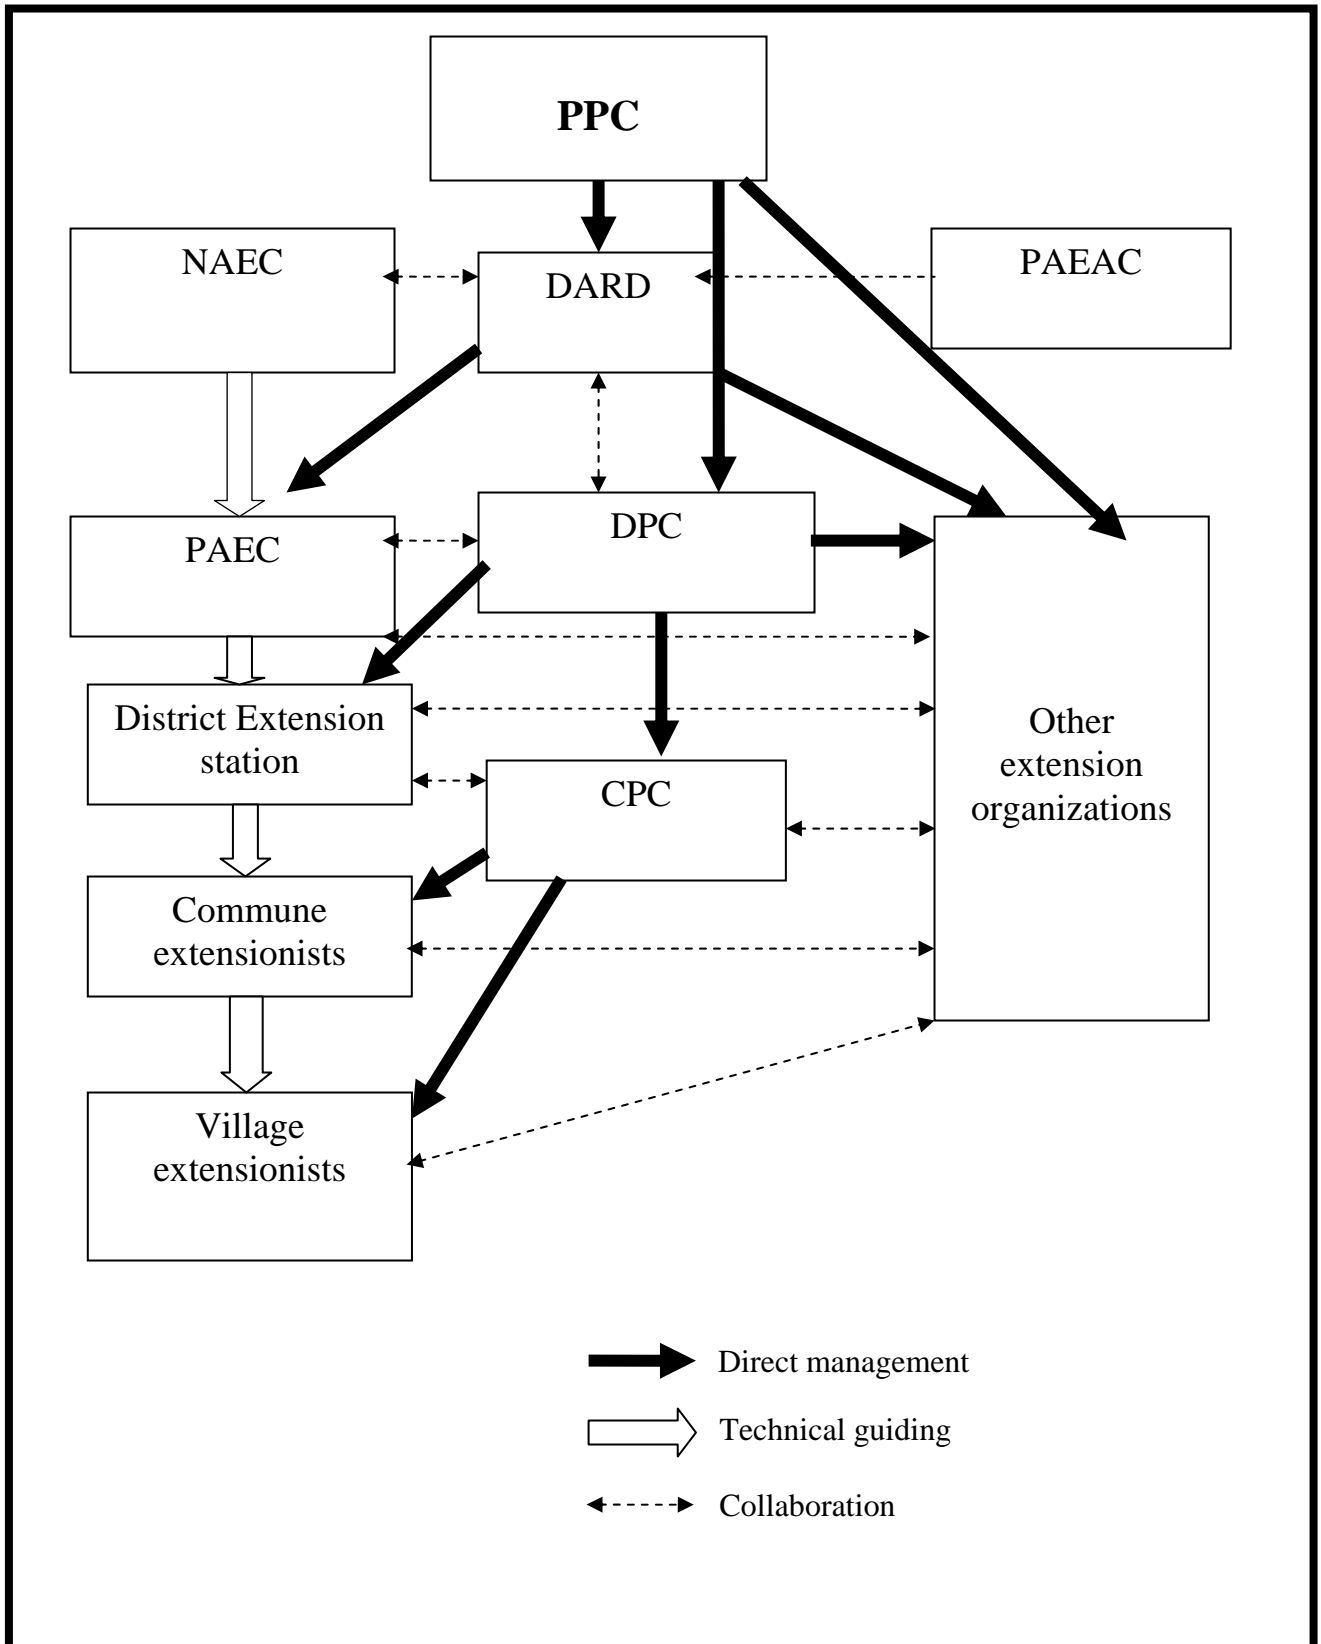 PPC
NAEC
DARD
PAEAC
PAEC
DPC
District Extension
station
Other
extension
organizations
CPC
Commune
extensionists
Village
extensionists
Direct management
Technical guiding
Collaboration